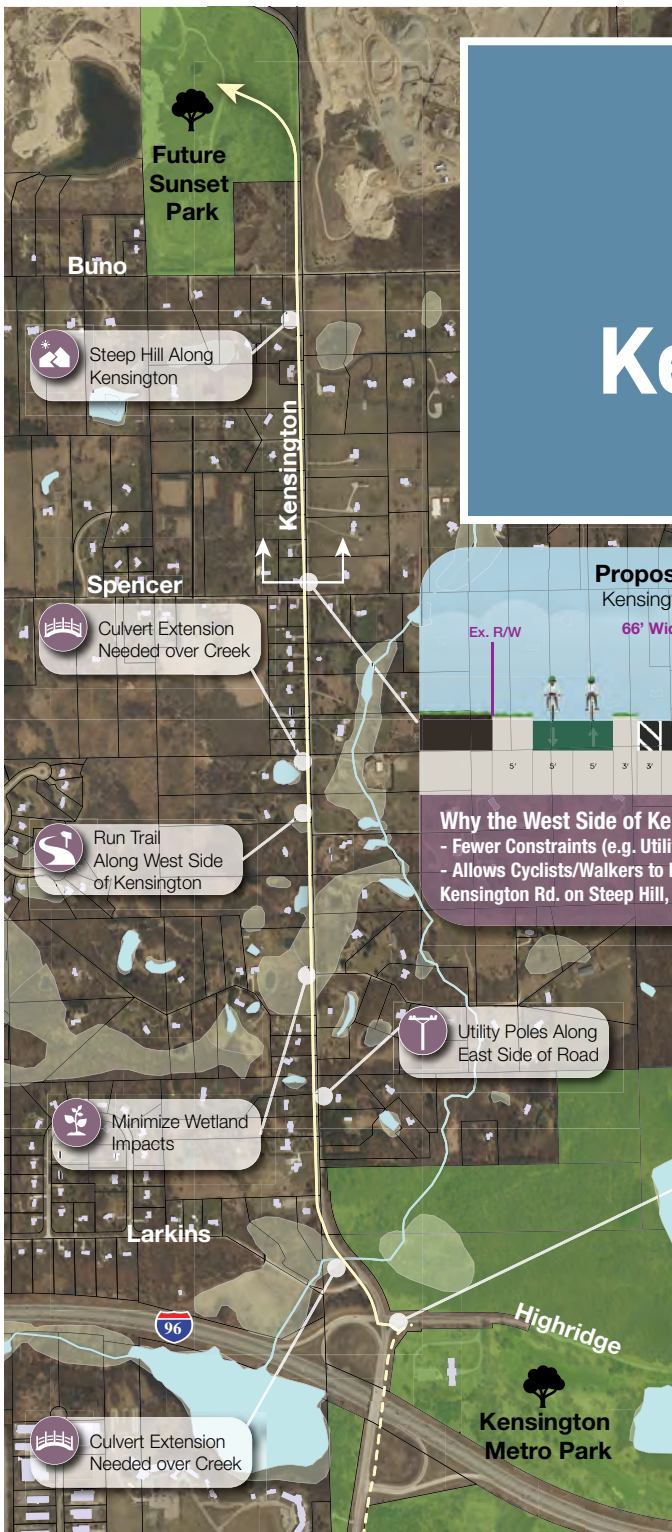 Future
Sunset
Park
Buno
Ke
Steep Hill Along
Kensington
Kensington
Spencer
Propos
Kensingt
Ex. R/W
66' Wid
Culvert Extension
Needed over Creek
5'
5'
5'
3'
3'
Why the West Side of Ke
- Fewer Constraints (e.g. Utili
- Allows Cyclists/Walkers to
Kensington Rd. on Steep Hill,
Run Trail
Along West Side
of Kensington
Utility Poles Along
East Side of Road
Minimize Wetland
Impacts
Larkins
96
Highridge
Kensington
Metro Park
Culvert Extension
Needed over Creek